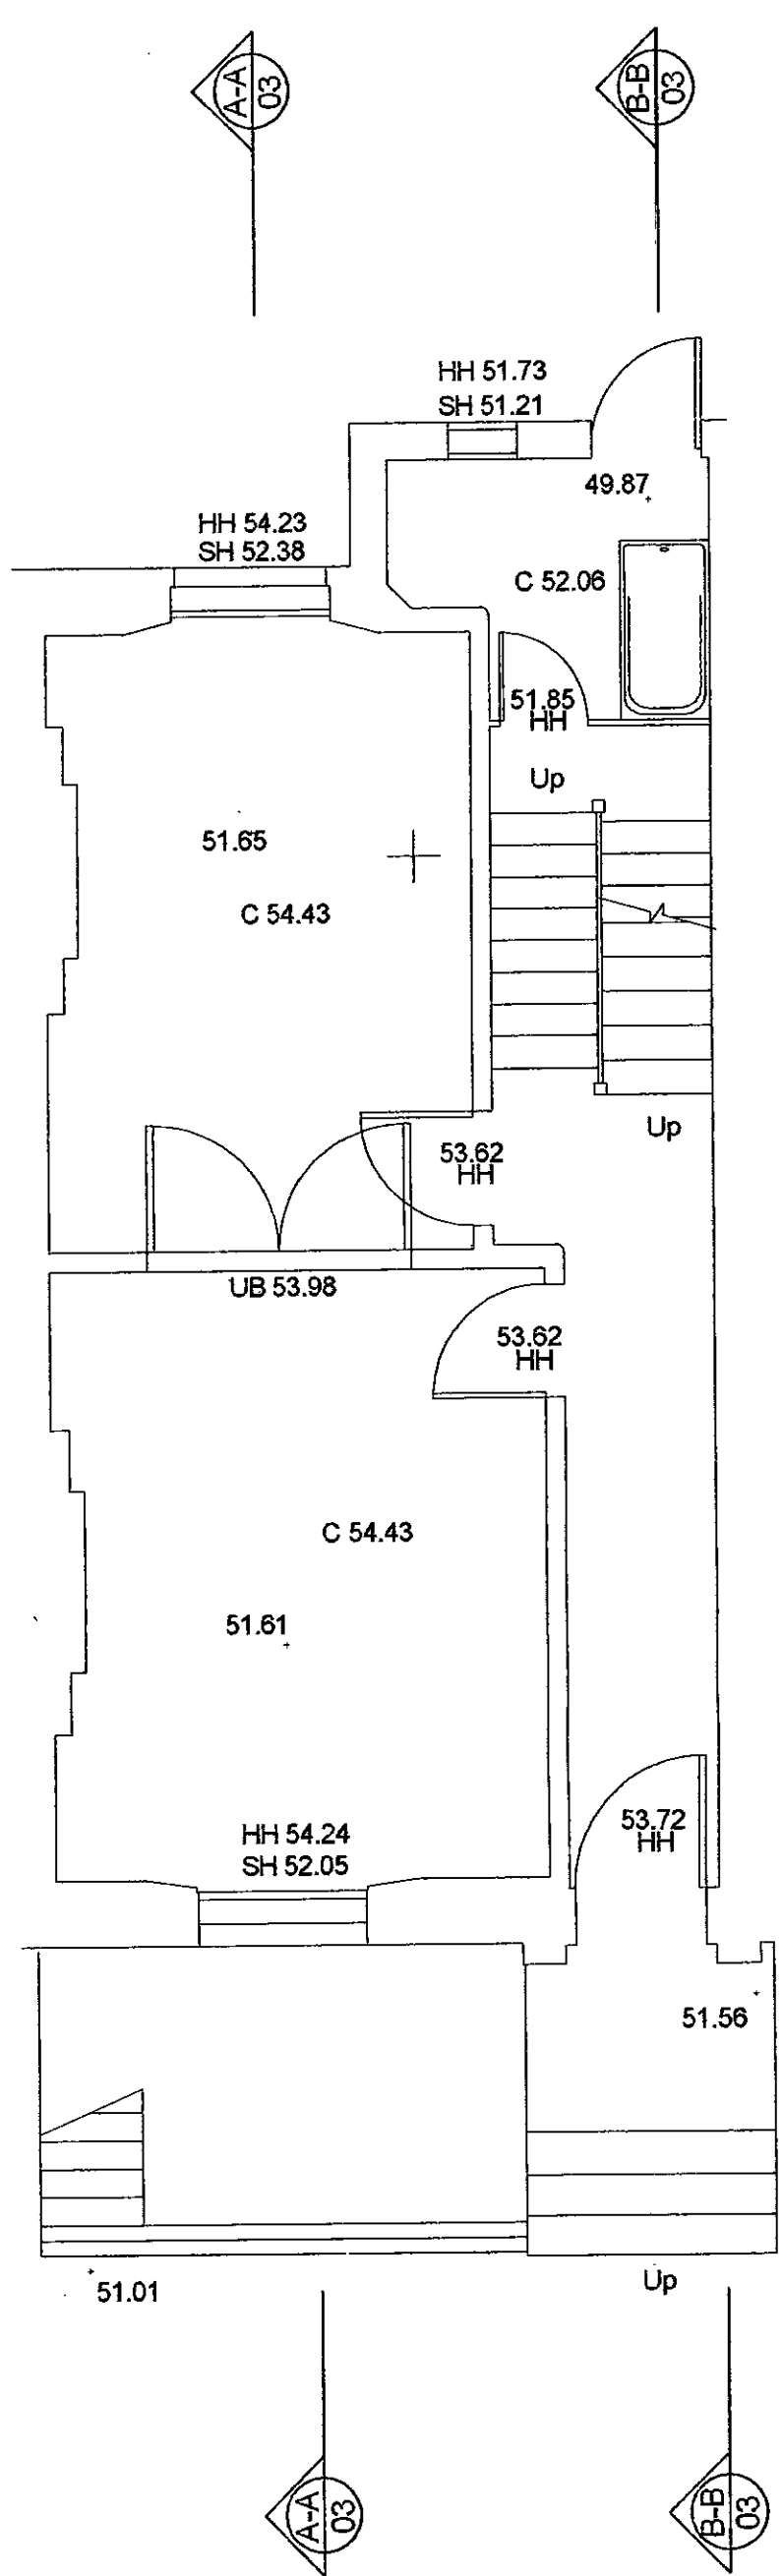 A-A
03
B-B
03
HH 51.73
SH 51.21
49.87
HH 54.23
SH 52.38
C 52.06
51.85
HH
Up
51.65
C 54.43
Up
53.62
HH
UB 53.98
53.62
HH
C 54.43
51.61
HH 54.24
SH 52.05
53.72
HH
51.56
51.01
Up
A-A
03
B-B
03